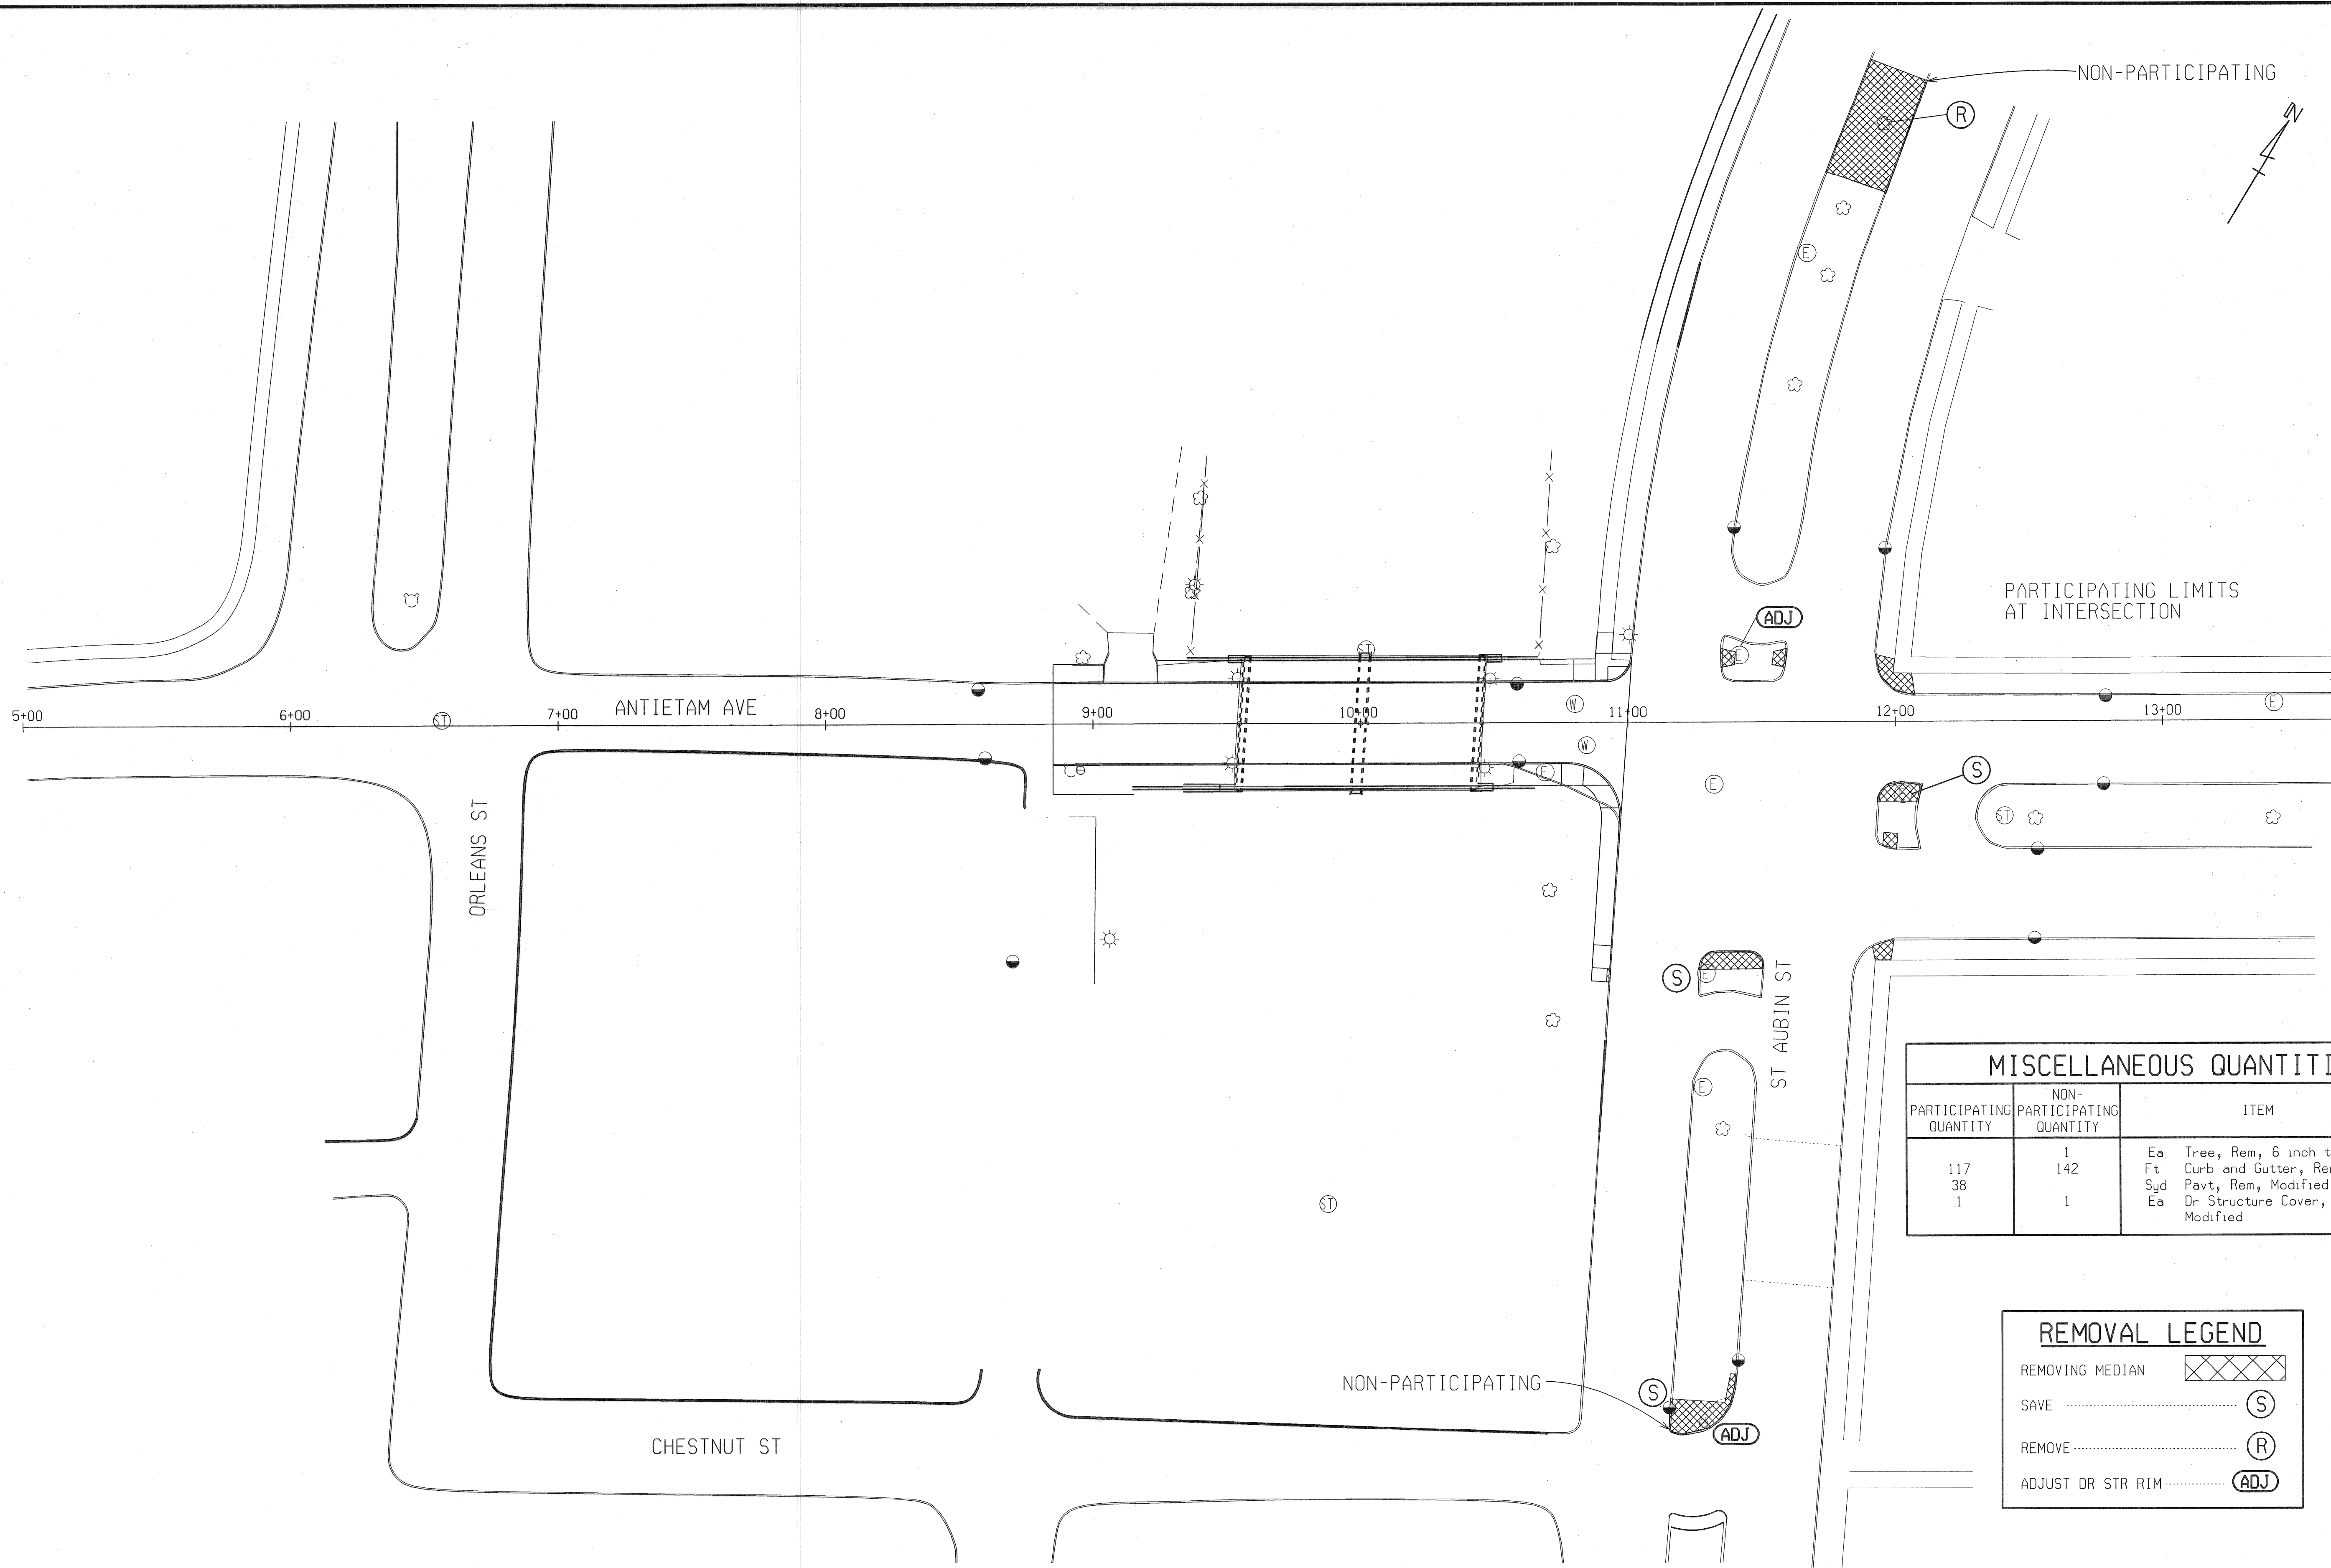 NON-PARTICIPATING
R
N
E
PARTICIPATING LIMITS
AT INTERSECTION
ADJ
E
ST
ANTIETAM AVE
5+00 6+00 7+00 8+00 9+00 10+00 11+00 12+00 13+00
ST
W
E
W
E
E
S
ST
ORLEANS ST
S
E
ST AUBIN ST
E
ST
MISCELLANEOUS QUANTITI
PARTICIPATING QUANTITY
NON-PARTICIPATING QUANTITY
ITEM
1 Ea Tree, Rem, 6 inch t
117 142 Ft Curb and Gutter, Re
38 Syd Pavt, Rem, Modified
1 1 Ea Dr Structure Cover,
Modified
NON-PARTICIPATING
S
ADJ
CHESTNUT ST
REMOVAL LEGEND
REMOVING MEDIAN
SAVE S
REMOVE R
ADJUST DR STR RIM ADJ